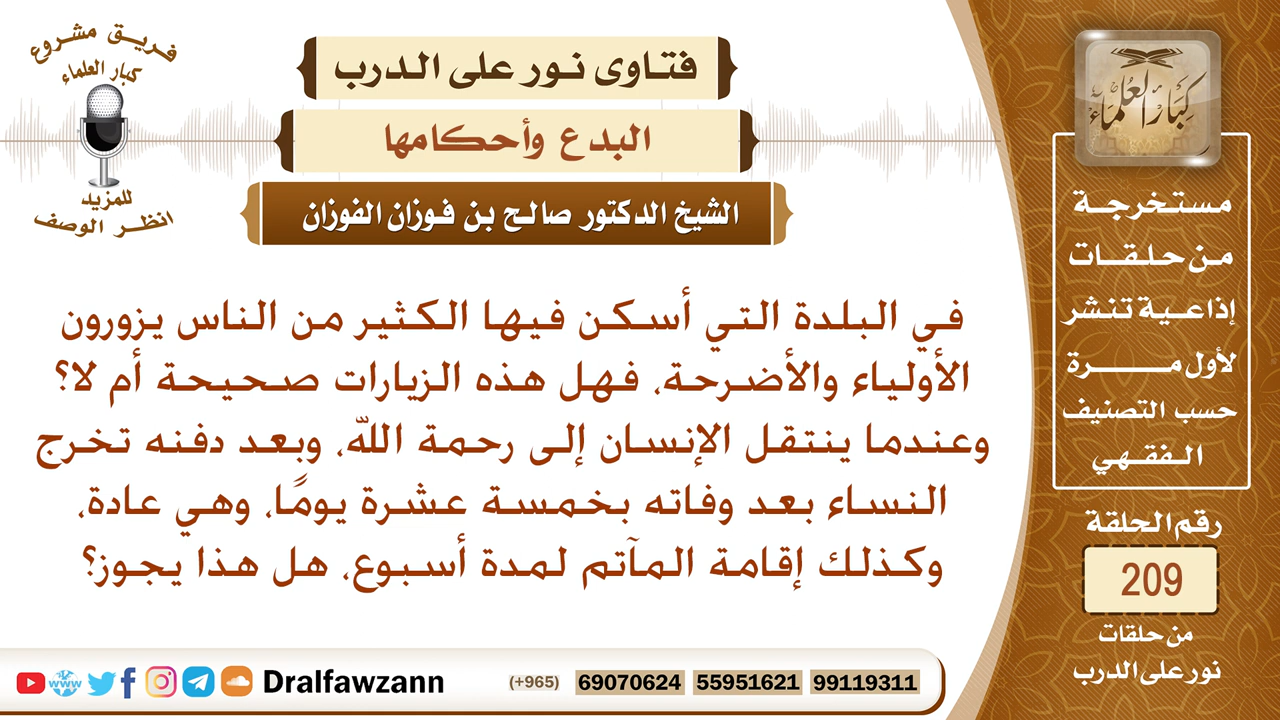 فريق مشروع
كبار العلماء
للمزيد
انظر الوصف
فتاوى نور على الدرب
البدع وأحكامها
الشيخ الدكتور صالح بن فوزان الفوزان
في البلدة التي أسكن فيها الكثير من الناس يزورون
الأولياء والأضرحة، فهل هذه الزيارات صحيحة أم لا؟
وعندما ينتقل الإنسان إلى رحمة الله، وبعد دفنه تخرج
النساء بعد وفاته بخمسة عشرة يومًا، وهي عادة،
وكذلك إقامة المآتم لمدة أسبوع، هل هذا يجوز؟
كبار العلماء
مستخرجة
من حلقات
إذاعية تنشر
لأول مرة
حسب التصنيف
الفقهي
رقم الحلقة
209
من حلقات
نور على الدرب
www
Dralfawzann
(+965) 69070624 55951621 99119311